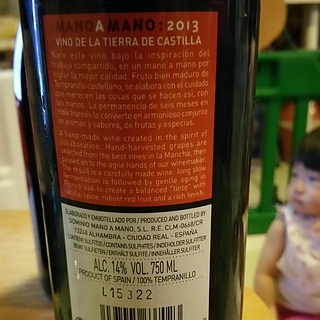 MANO A MANO: 2013
VINO DE LA TIERRA DE CASTILLA
Nace este vino bajo la inspiración del
trabajo compartido, en un mano a mano por
lograr la mejor calidad. Fruto bien maduro de
Tempranillo castellano, se elabora con el cuidado
que merecen las cosas que se hacen así, con
las manos. La permanencia de seis meses en
roble francés lo convierte en armonioso conjunto
de aromas y sabores, de frutas y especias.
A hand-made wine created in the spirit of
collaboration. Hand-harvested grapes are
selected from the best vines in la Mancha, then
passed to the agile hands of our winemaker.
The result is a carefully made wine; long slow
fermentation is followed by gentle aging in
French oak to create a balanced "tinto" with
vanilla, spice, robust red fruit and a rich finish.
ELABORADO Y EMBOTELLADO POR / PRODUCED AND BOTTLED BY
DOMINIO MANO A MANO, S.L. R.E. CLM-0668/CR
13248 ALHAMBRA - CIUDAD REAL - ESPAÑA
CONTIENE SULFITOS/CONTAINS SULPHITES/INDEHOLDER SULFITTER
BEVAT SULFIETEN/ENTHÄLT SULFITE/INNEHÅLLER SULFITER
ALC. 14% VOL. 750 ML
PRODUCT OF SPAIN / 100% TEMPRANILLO
L15322